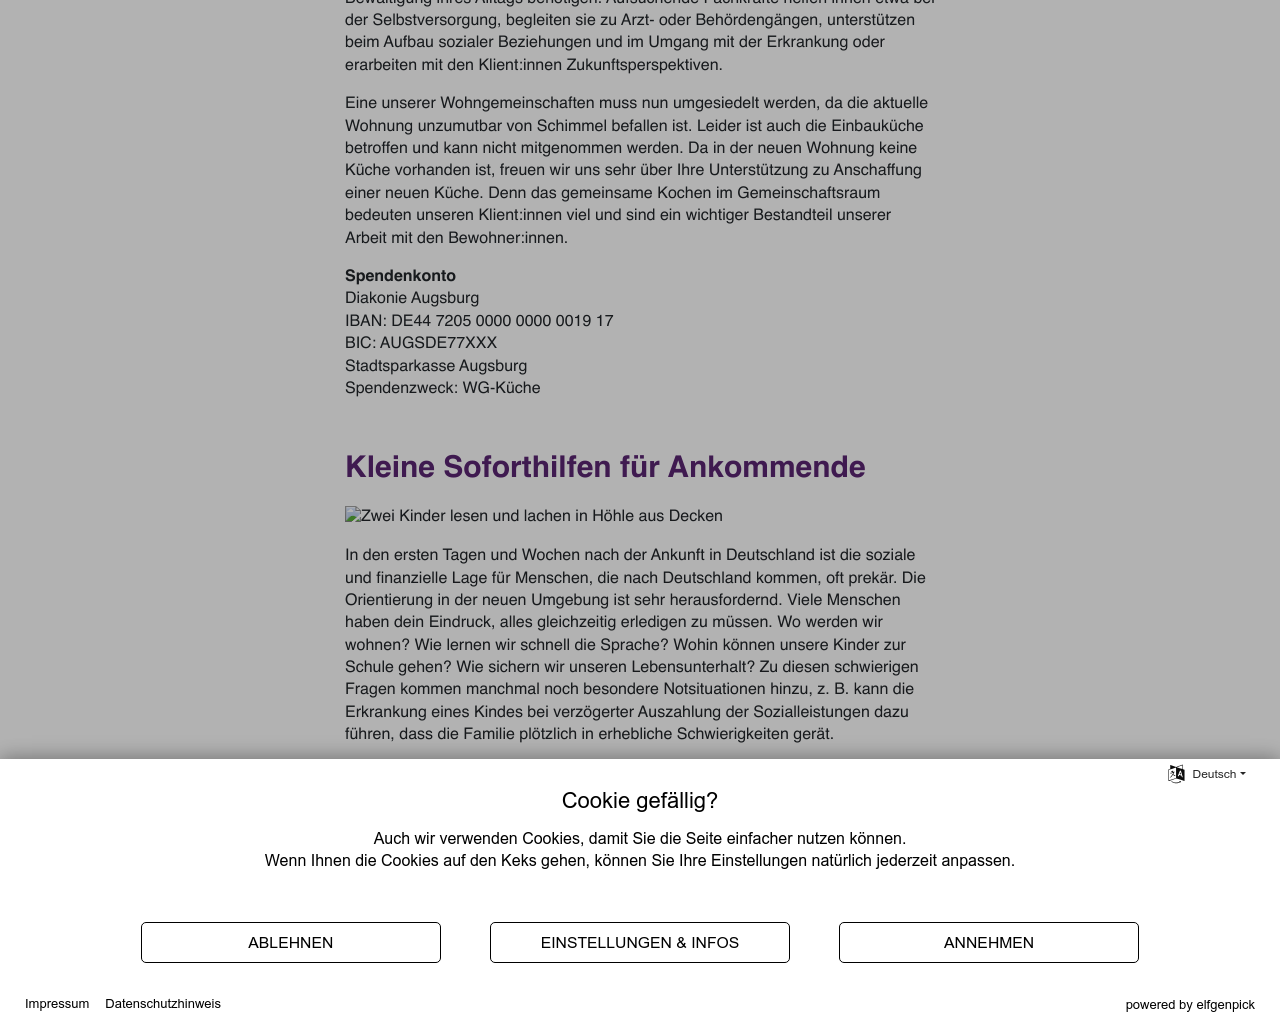 der Selbstversorgung, begleiten sie zu Arzt- oder Behördengängen, unterstützen
beim Aufbau sozialer Beziehungen und im Umgang mit der Erkrankung oder
erarbeiten mit den Klient:innen Zukunftsperspektiven.
Eine unserer Wohngemeinschaften muss nun umgesiedelt werden, da die aktuelle
Wohnung unzumutbar von Schimmel befallen ist. Leider ist auch die Einbauküche
betroffen und kann nicht mitgenommen werden. Da in der neuen Wohnung keine
Küche vorhanden ist, freuen wir uns sehr über Ihre Unterstützung zu Anschaffung
einer neuen Küche. Denn das gemeinsame Kochen im Gemeinschaftsraum
bedeuten unseren Klient:innen viel und sind ein wichtiger Bestandteil unserer
Arbeit mit den Bewohner:innen.
Spendenkonto
Diakonie Augsburg
IBAN: DE44 7205 0000 0000 0019 17
BIC: AUGSDE77XXX
Stadtsparkasse Augsburg
Spendenzweck: WG-Küche
Kleine Soforthilfen für Ankommende
Zwei Kinder lesen und lachen in Höhle aus Decken
In den ersten Tagen und Wochen nach der Ankunft in Deutschland ist die soziale
und finanzielle Lage für Menschen, die nach Deutschland kommen, oft prekär. Die
Orientierung in der neuen Umgebung ist sehr herausfordernd. Viele Menschen
haben dein Eindruck, alles gleichzeitig erledigen zu müssen. Wo werden wir
wohnen? Wie lernen wir schnell die Sprache? Wohin können unsere Kinder zur
Schule gehen? Wie sichern wir unseren Lebensunterhalt? Zu diesen schwierigen
Fragen kommen manchmal noch besondere Notsituationen hinzu, z. B. kann die
Erkrankung eines Kindes bei verzögerter Auszahlung der Sozialleistungen dazu
führen, dass die Familie plötzlich in erhebliche Schwierigkeiten gerät.
Deutsch
Cookie gefällig?
Auch wir verwenden Cookies, damit Sie die Seite einfacher nutzen können.
Wenn Ihnen die Cookies auf den Keks gehen, können Sie Ihre Einstellungen natürlich jederzeit anpassen.
ABLEHNEN
EINSTELLUNGEN & INFOS
ANNEHMEN
Impressum
Datenschutzhinweis
powered by elfgenpick